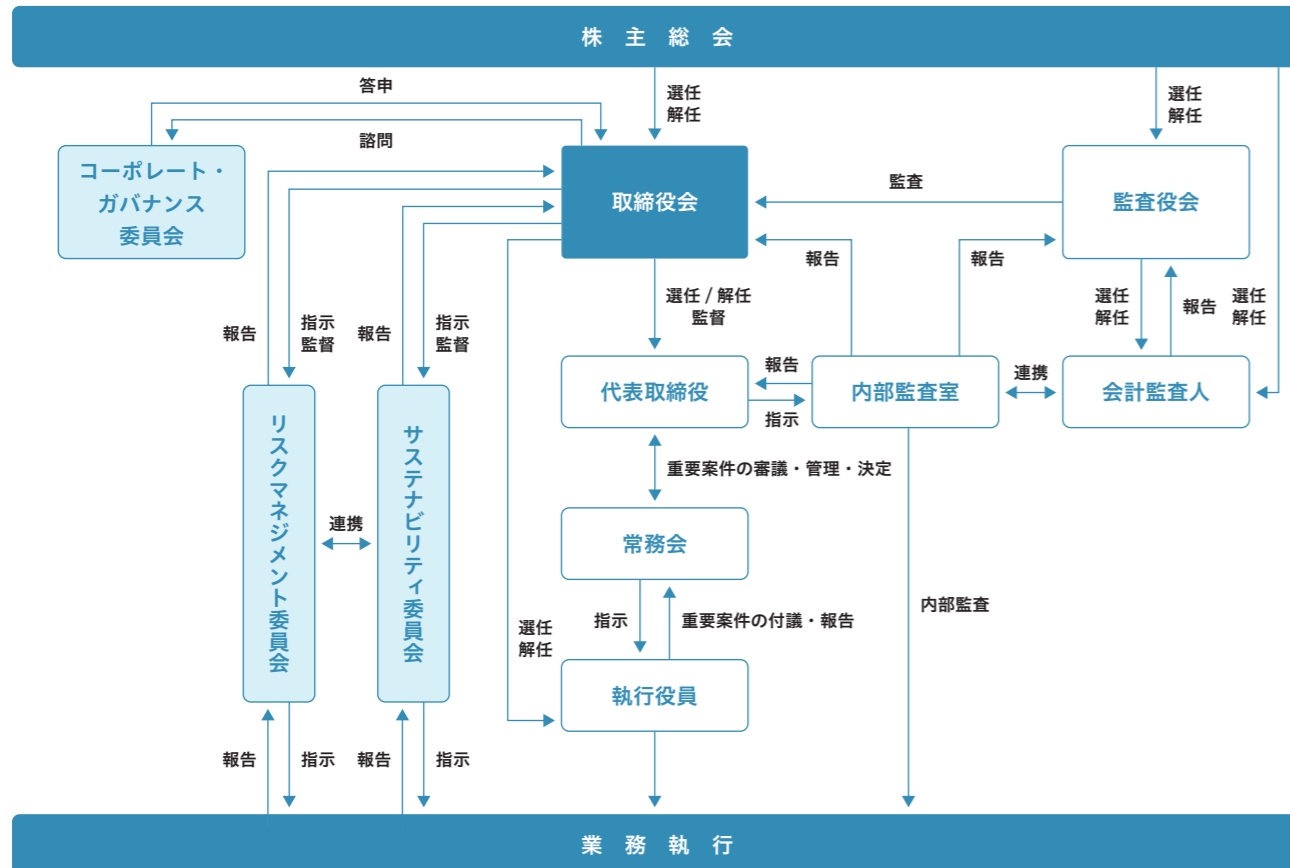 株主総会
答申
選任
解任
選任
解任
諮問
コーポレート・
ガバナンス
委員会
取締役会
監査
監査役会
報告
報告
報告
指示
監督
報告
指示
監督
選任 / 解任
監督
選任
解任
報告
選任
解任
代表取締役
報告
指示
内部監査室
連携
会計監査人
リスクマネジメント委員会
連携
サステナビリティ委員会
重要案件の審議・管理・決定
常務会
指示
重要案件の付議・報告
内部監査
選任
解任
執行役員
報告
指示
報告
指示
業務執行